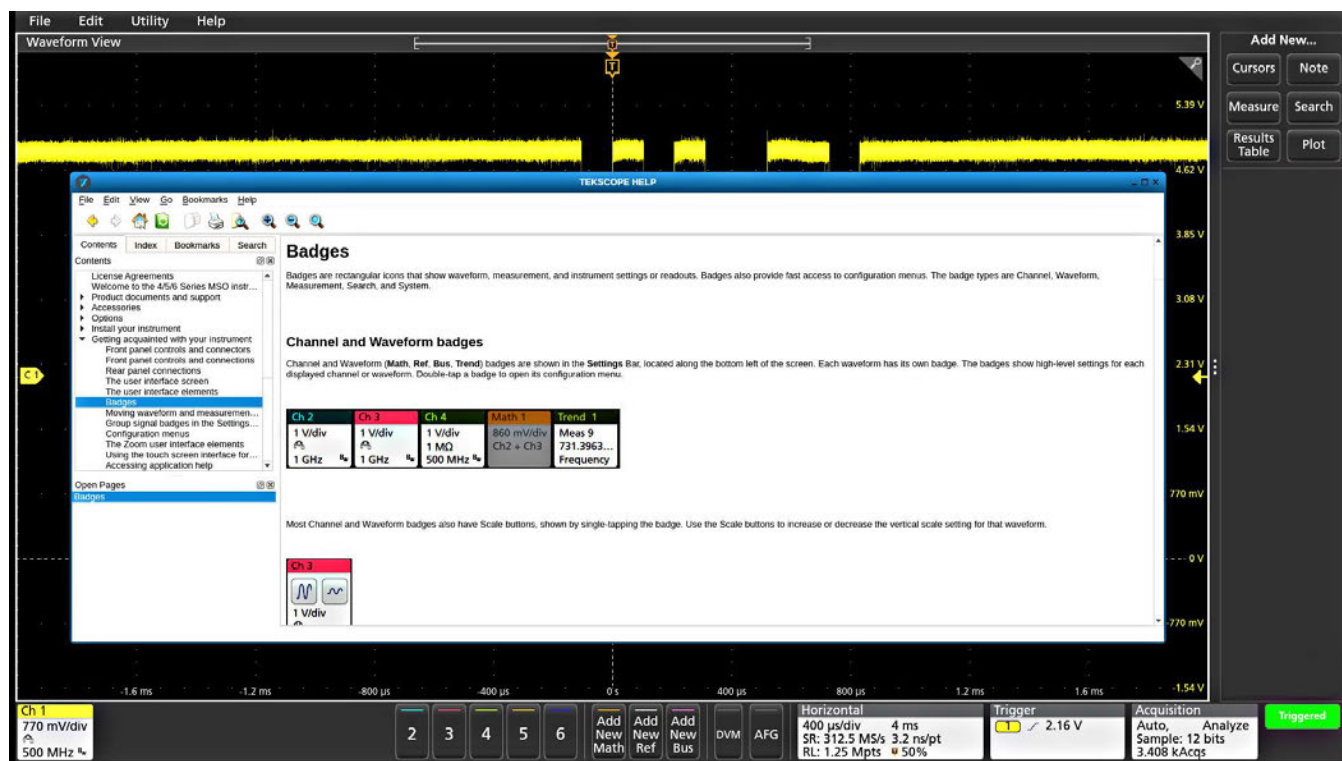 File Edit Utility Help
Waveform View
T
T
5.39 V
4.62 V
3.85 V
3.08 V
2.31 V
1.54 V
770 mV
0 V
-770 mV
-1.54 V
C1
TEKSCOPE HELP
File Edit View Go Bookmarks Help
Contents Index Bookmarks Search
Contents
License Agreements
Welcome to the 4/5/6 Series MSO instr...
Product documents and support
Accessories
Options
Install your instrument
Getting acquainted with your instrument
Front panel controls and connectors
Front panel controls and connections
Rear panel connections
The user interface screen
The user interface elements
Badges
Moving waveform and measuremen...
Group signal badges in the Settings...
Configuration menus
The Zoom user interface elements
Using the touch screen interface for...
Accessing application help
Open Pages
Badges
Badges
Badges are rectangular icons that show waveform, measurement, and instrument settings or readouts. Badges also provide fast access to configuration menus. The badge types are Channel, Waveform,
Measurement, Search, and System.
Channel and Waveform badges
Channel and Waveform (Math, Ref, Bus, Trend) badges are shown in the Settings Bar, located along the bottom left of the screen. Each waveform has its own badge. The badges show high-level settings for each
displayed channel or waveform. Double-tap a badge to open its configuration menu.
Ch 2 Ch 3 Ch 4 Math 1 Trend 1
1 V/div 1 V/div 1 V/div 860 mV/div Meas 9
1 MΩ Ch2 + Ch3 731.3963...
1 GHz 1 GHz 500 MHz Frequency
Most Channel and Waveform badges also have Scale buttons, shown by single-tapping the badge. Use the Scale buttons to increase or decrease the vertical scale setting for that waveform.
Ch 3
1 V/div
-1.6 ms -1.2 ms -800 µs -400 µs 0 s 400 µs 800 µs 1.2 ms 1.6 ms
Add New...
Cursors Note
Measure Search
Results Table Plot
Ch 1
770 mV/div
500 MHz
2 3 4 5 6
Add New Math
Add New Ref
Add New Bus
DVM AFG
Horizontal
400 µs/div 4 ms
SR: 312.5 MS/s 3.2 ns/pt
RL: 1.25 Mpts 50%
Trigger
1 2.16 V
Acquisition
Auto, Analyze
Sample: 12 bits
3.408 kAcqs
Triggered